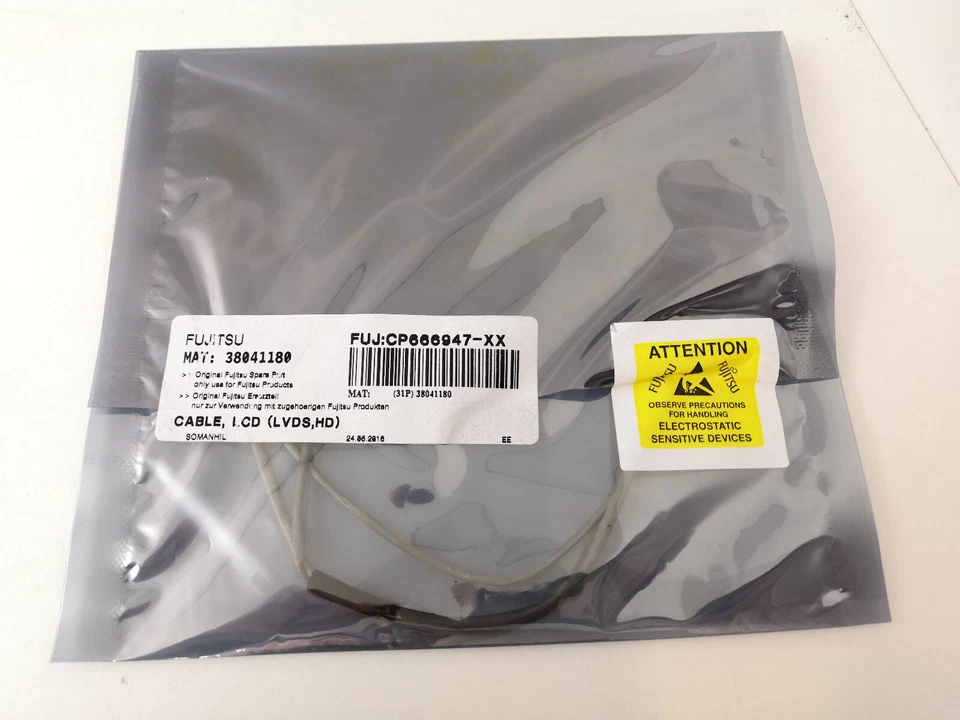 FUJITSU
MAT: 38041180
>> Original Fujitsu Spare Part
only use for Fujitsu Products
>> Original Fujitsu Ersatzteil
nur zur Verwendung mit zugehoerigen Fujitsu Produkten
CABLE, LCD (LVDS,HD)
SOMANHIL
24.06.2016
EE
FUJ:CP666947-XX
MAT: (31P) 38041180
ATTENTION
FUJITSU
FUJITSU
OBSERVE PRECAUTIONS
FOR HANDLING
ELECTROSTATIC
SENSITIVE DEVICES